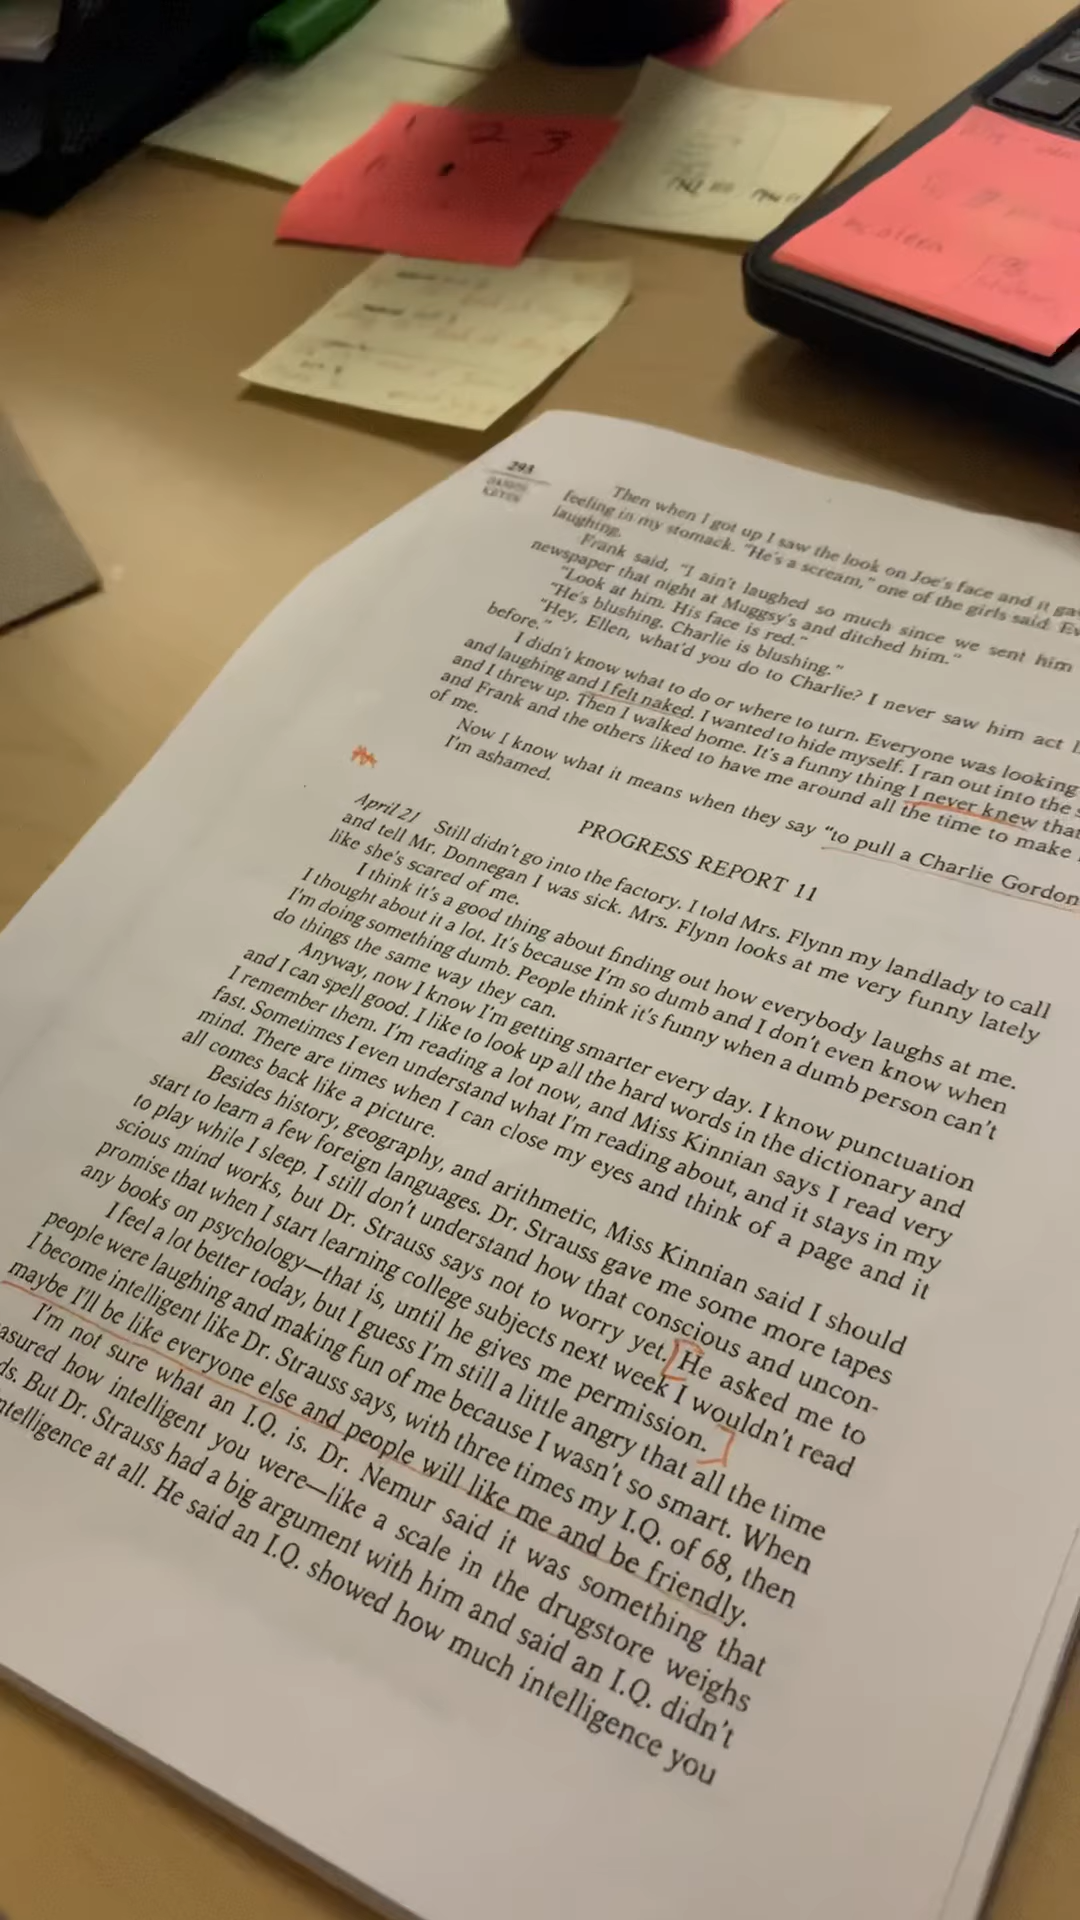 1 2 3
293
DANIEL
KEYES
Then when I got up I saw the look on Joe's face and it gave
feeling in my stomack. "He's a scream," one of the girls said. Ev
laughing.
Frank said, "I ain't laughed so much since we sent him
newspaper that night at Muggsy's and ditched him."
"Look at him. His face is red."
"He's blushing. Charlie is blushing."
"Hey, Ellen, what'd you do to Charlie? I never saw him act l
before."
I didn't know what to do or where to turn. Everyone was looking
and laughing and I felt naked. I wanted to hide myself. I ran out into the s
and I threw up. Then I walked home. It's a funny thing I never knew that
and Frank and the others liked to have me around all the time to make
of me.
Now I know what it means when they say "to pull a Charlie Gordon
I'm ashamed.
PROGRESS REPORT 11
April 21 Still didn't go into the factory. I told Mrs. Flynn my landlady to call
and tell Mr. Donnegan I was sick. Mrs. Flynn looks at me very funny lately
like she's scared of me.
I think it's a good thing about finding out how everybody laughs at me.
I thought about it a lot. It's because I'm so dumb and I don't even know when
I'm doing something dumb. People think it's funny when a dumb person can't
do things the same way they can.
Anyway, now I know I'm getting smarter every day. I know punctuation
and I can spell good. I like to look up all the hard words in the dictionary and
I remember them. I'm reading a lot now, and Miss Kinnian says I read very
fast. Sometimes I even understand what I'm reading about, and it stays in my
mind. There are times when I can close my eyes and think of a page and it
all comes back like a picture.
Besides history, geography, and arithmetic, Miss Kinnian said I should
start to learn a few foreign languages. Dr. Strauss gave me some more tapes
to play while I sleep. I still don't understand how that conscious and uncon-
scious mind works, but Dr. Strauss says not to worry yet. He asked me to
promise that when I start learning college subjects next week I wouldn't read
any books on psychology—that is, until he gives me permission.
I feel a lot better today, but I guess I'm still a little angry that all the time
people were laughing and making fun of me because I wasn't so smart. When
I become intelligent like Dr. Strauss says, with three times my I.Q. of 68, then
maybe I'll be like everyone else and people will like me and be friendly.
I'm not sure what an I.Q. is. Dr. Nemur said it was something that
asured how intelligent you were—like a scale in the drugstore weighs
ds. But Dr. Strauss had a big argument with him and said an I.Q. didn't
ntelligence at all. He said an I.Q. showed how much intelligence you